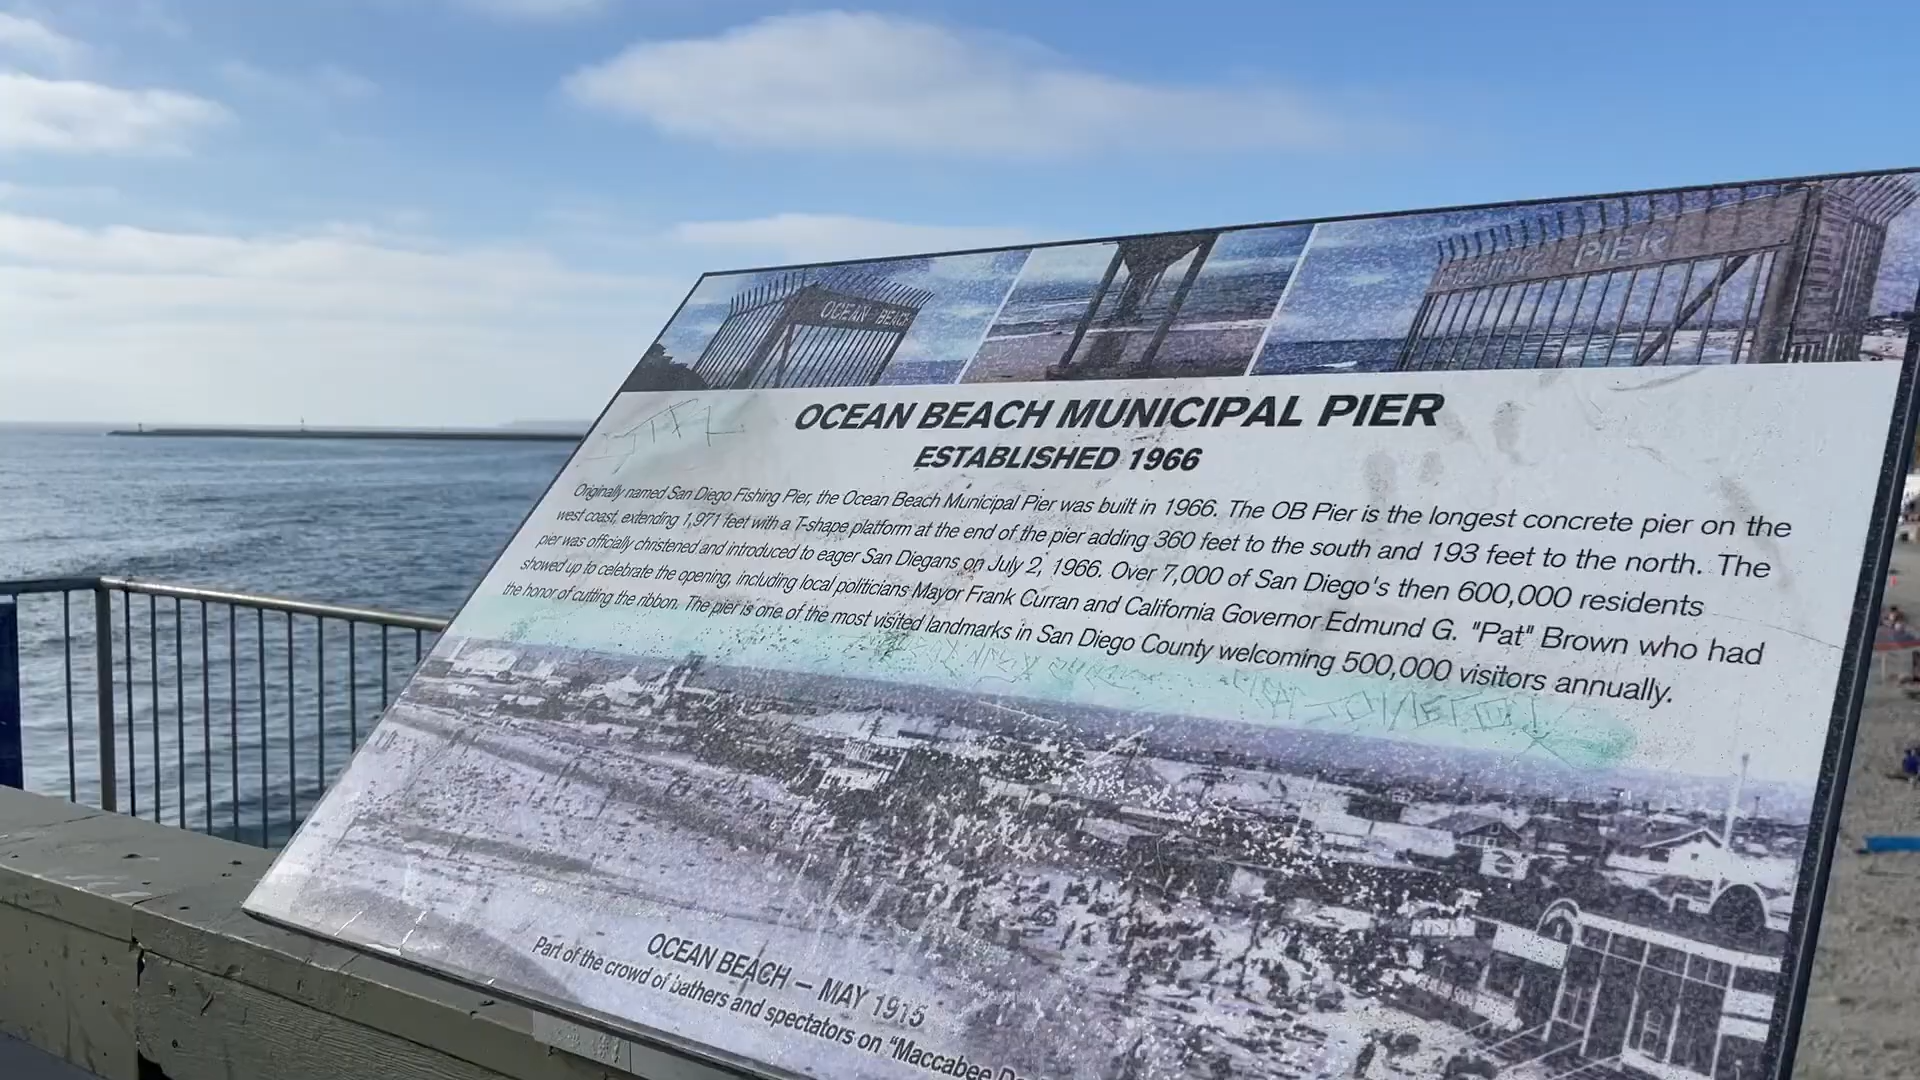 OCEAN BEACH
FISHING PIER
OCEAN BEACH MUNICIPAL PIER
ESTABLISHED 1966
Originally named San Diego Fishing Pier, the Ocean Beach Municipal Pier was built in 1966. The OB Pier is the longest concrete pier on the
west coast, extending 1,971 feet with a T-shape platform at the end of the pier adding 360 feet to the south and 193 feet to the north. The
pier was officially christened and introduced to eager San Diegans on July 2, 1966. Over 7,000 of San Diego's then 600,000 residents
showed up to celebrate the opening, including local politicians Mayor Frank Curran and California Governor Edmund G. "Pat" Brown who had
the honor of cutting the ribbon. The pier is one of the most visited landmarks in San Diego County welcoming 500,000 visitors annually.
OCEAN BEACH – MAY 1915
Part of the crowd of bathers and spectators on "Maccabee